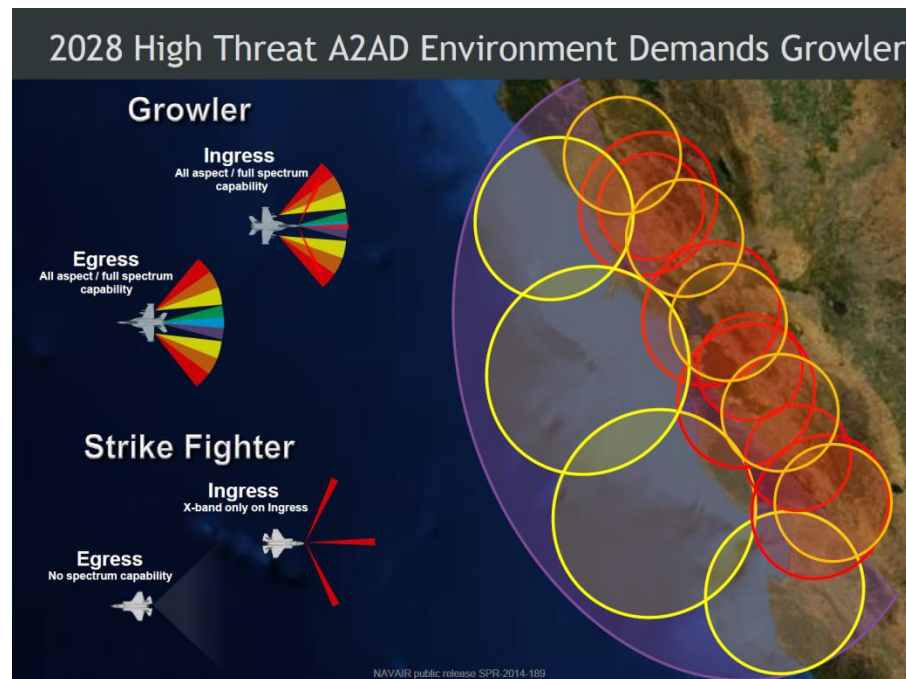 2028 High Threat A2AD Environment Demands Growler
Growler
Ingress
All aspect / full spectrum
capability
Egress
All aspect / full spectrum
capability
Strike Fighter
Ingress
X-band only on Ingress
Egress
No spectrum capability
NAVAIR public release SPR-2014-189